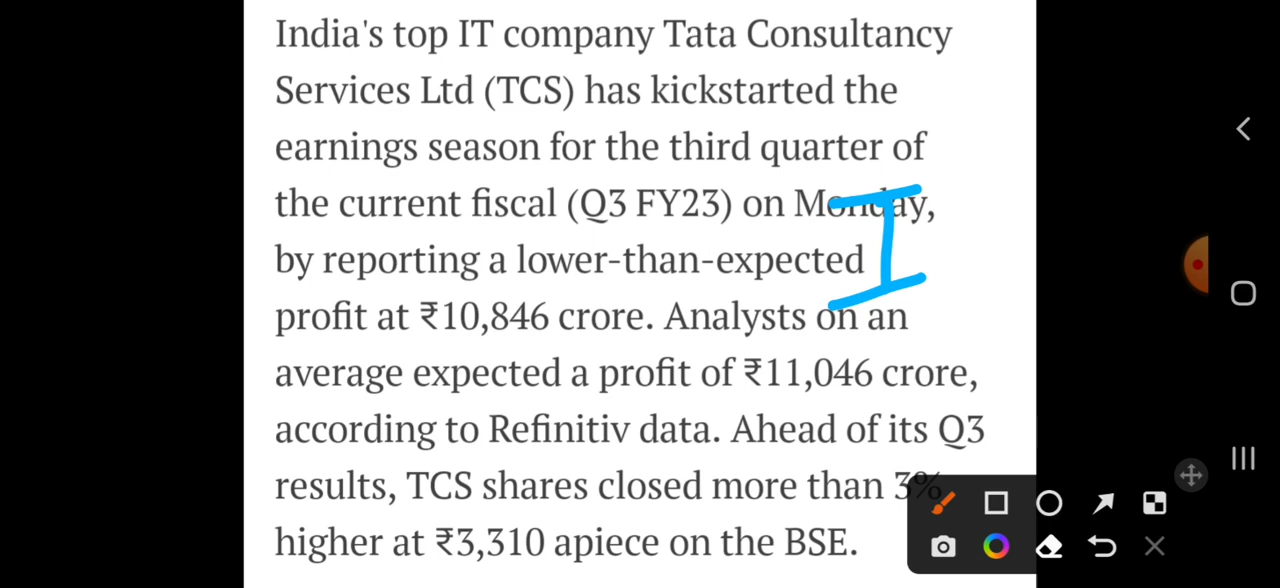 India's top IT company Tata Consultancy
Services Ltd (TCS) has kickstarted the
earnings season for the third quarter of
the current fiscal (Q3 FY23) on Monday,
by reporting a lower-than-expected
profit at ₹10,846 crore. Analysts on an
average expected a profit of ₹11,046 crore,
according to Refinitiv data. Ahead of its Q3
results, TCS shares closed more than 3%
higher at ₹3,310 apiece on the BSE.